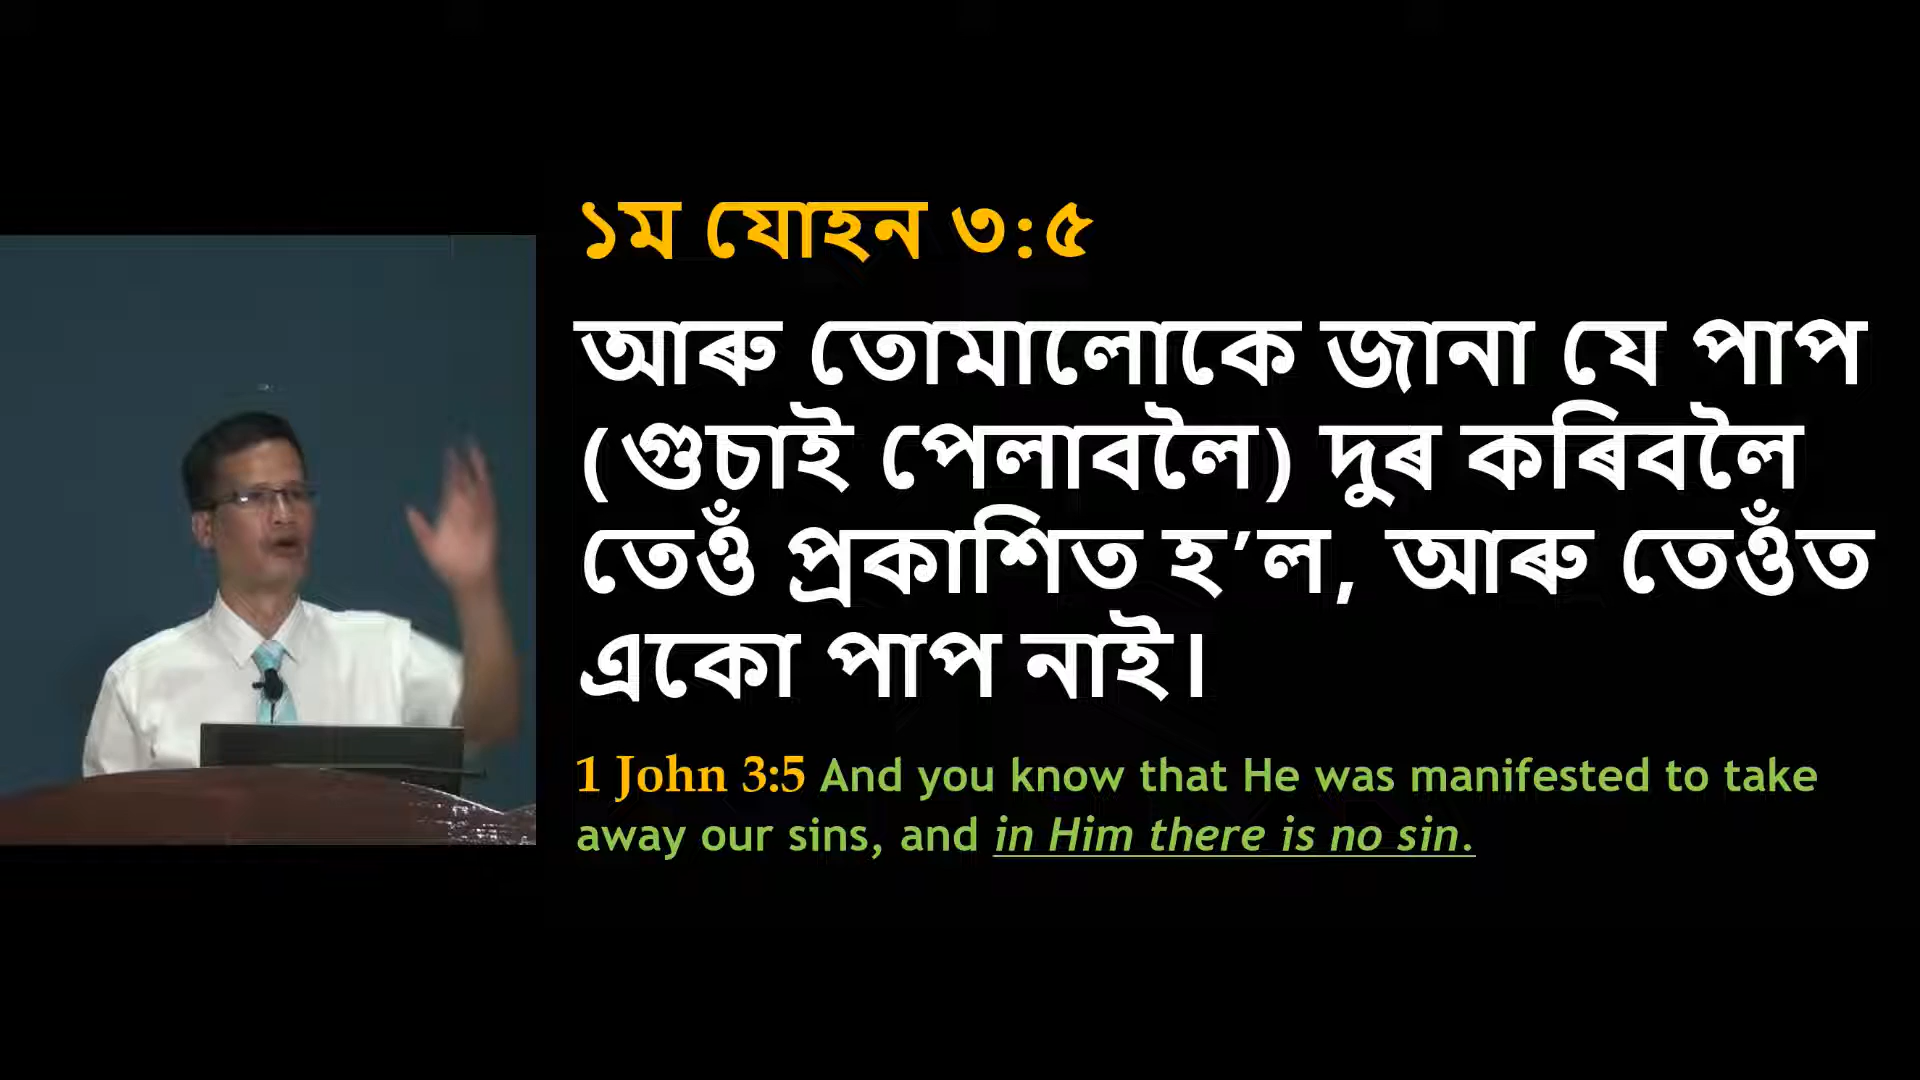 ১ম যোহন ৩:৫
আৰু তোমালোকে জানা যে পাপ
(গুচাই পেলাবলৈ) দুৰ কৰিবলৈ
তেওঁ প্ৰকাশিত হ’ল, আৰু তেওঁত
একো পাপ নাই।
1 John 3:5 And you know that He was manifested to take
away our sins, and in Him there is no sin.